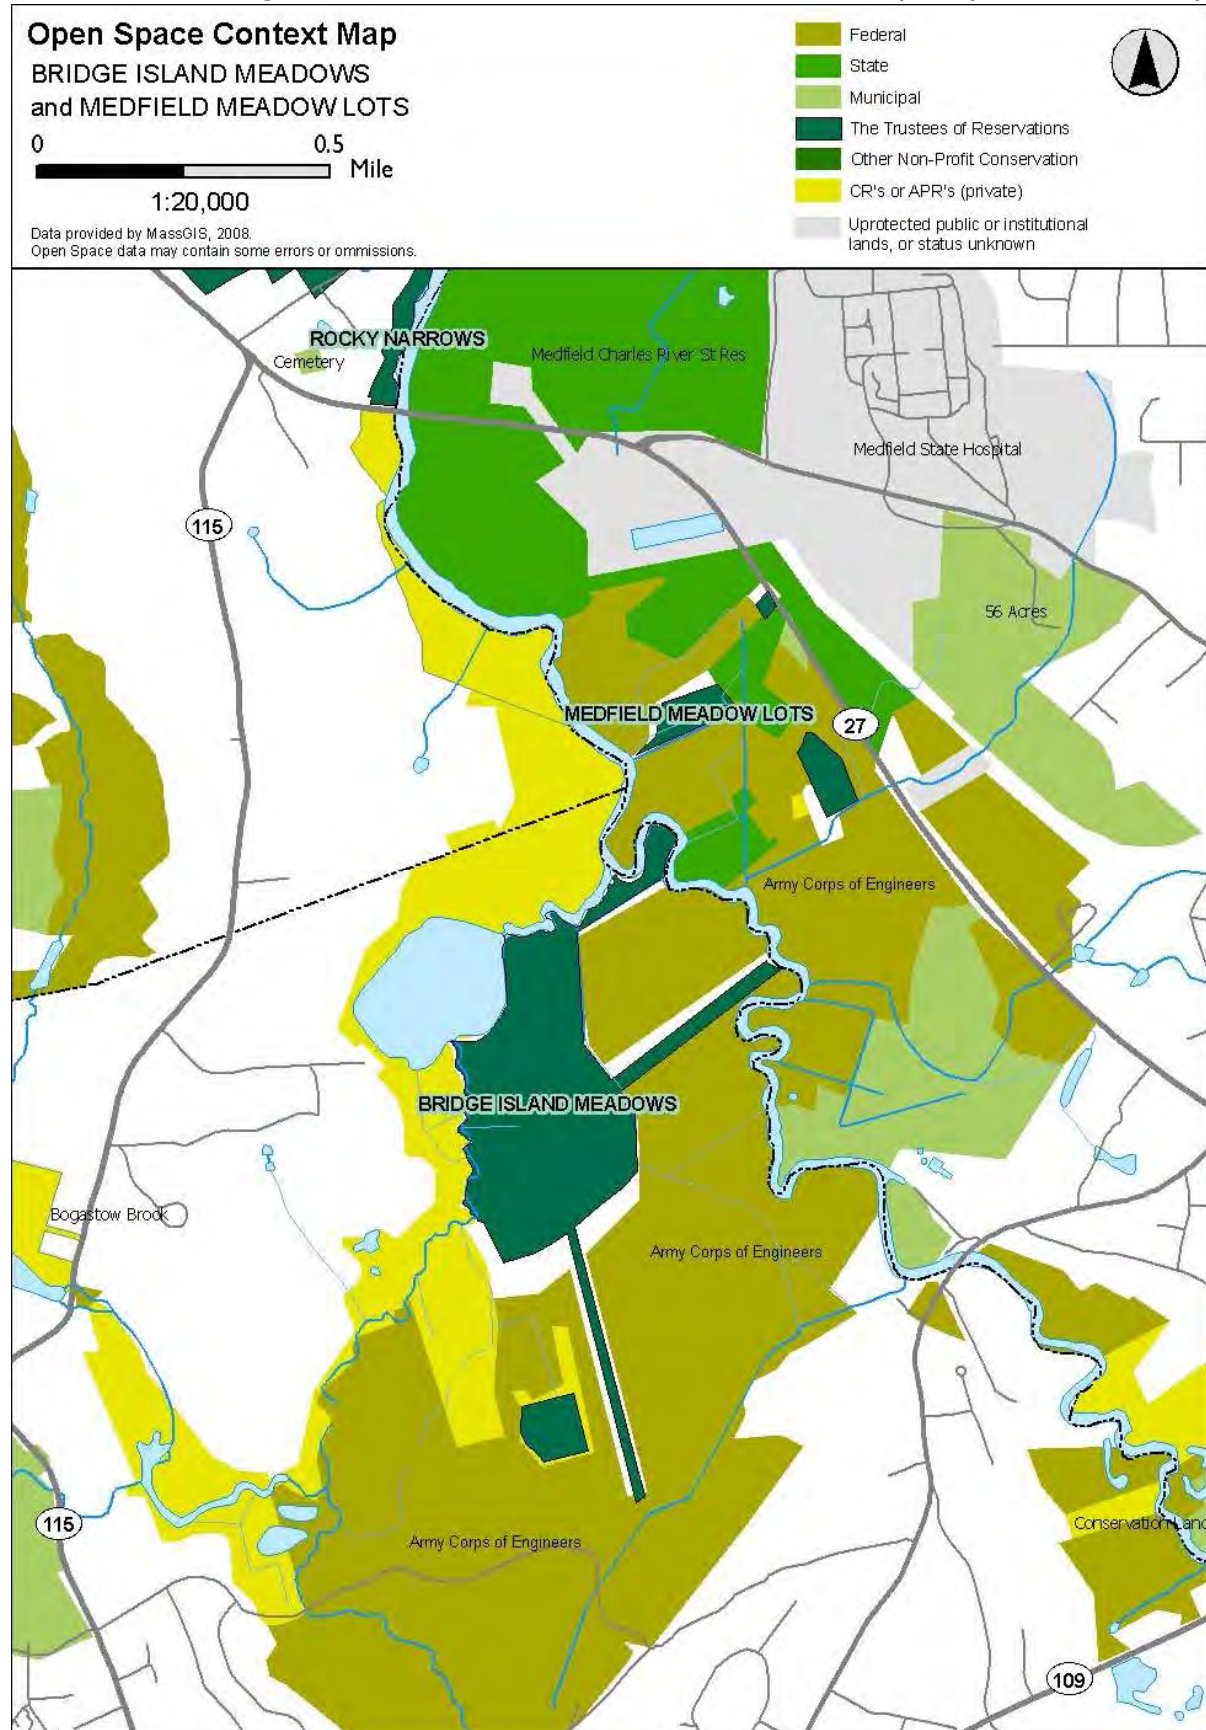 Open Space Context Map
BRIDGE ISLAND MEADOWS
and MEDFIELD MEADOW LOTS
0 0.5
Mile
1:20,000
Data provided by MassGIS, 2008.
Open Space data may contain some errors or ommissions.
Federal
State
Municipal
The Trustees of Reservations
Other Non-Profit Conservation
CR's or APR's (private)
Uprotected public or institutional
lands, or status unknown
ROCKY NARROWS
Cemetery
Medfield Charles River St Res
Medfield State Hospital
115
56 Acres
MEDFIELD MEADOW LOTS
27
Army Corps of Engineers
BRIDGE ISLAND MEADOWS
Bogastow Brook
Army Corps of Engineers
115
Conservation Land
Army Corps of Engineers
109